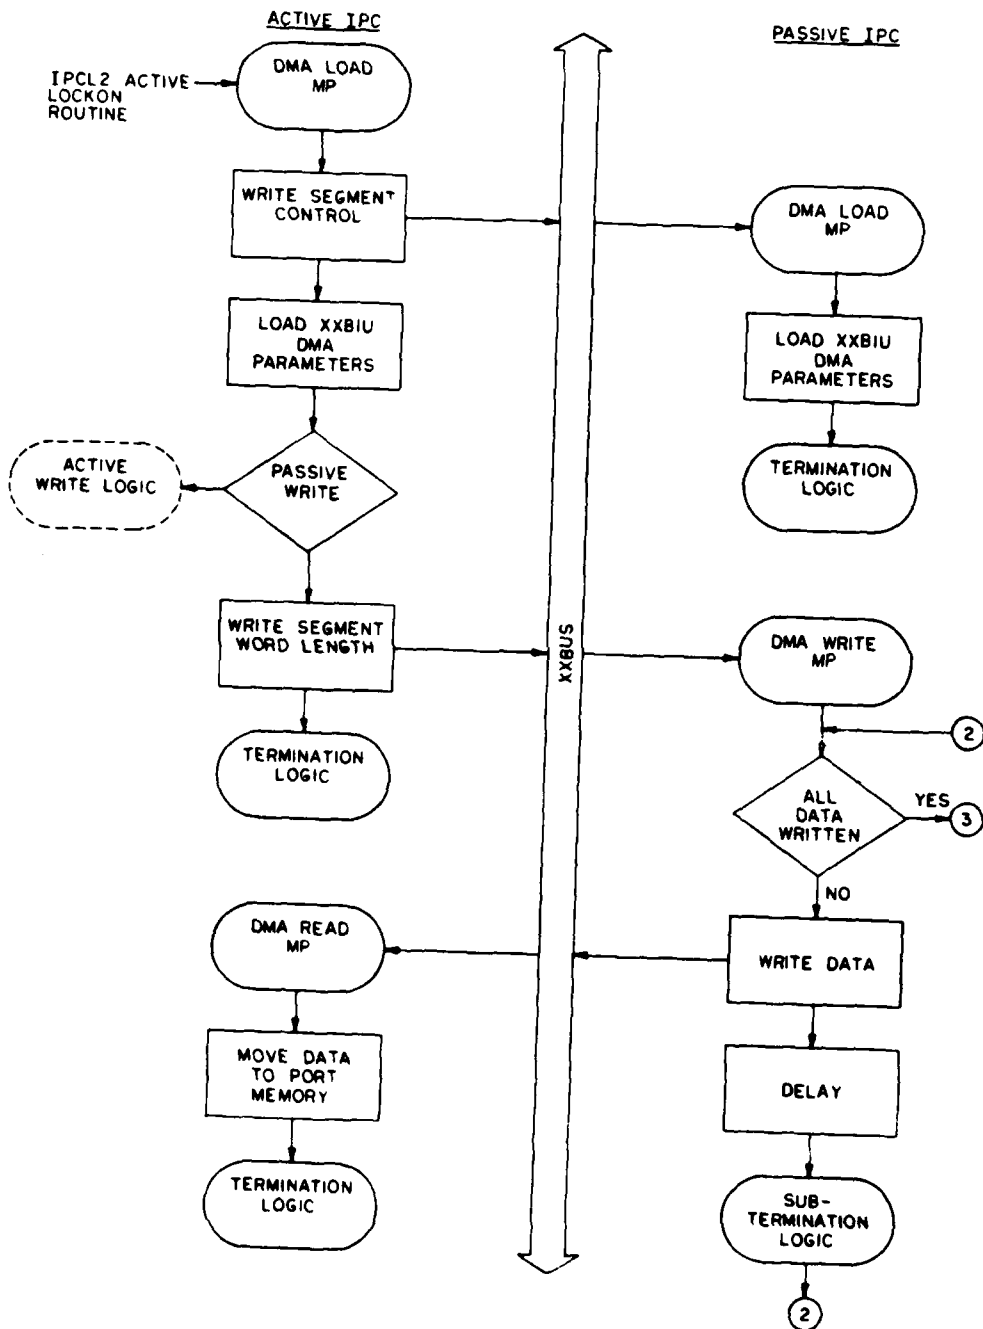 ACTIVE IPC
PASSIVE IPC
DMA LOAD
MP
IPCL2 ACTIVE
LOCKON
ROUTINE
WRITE SEGMENT
CONTROL
DMA LOAD
MP
LOAD XXBIU
DMA
PARAMETERS
LOAD XXBIU
DMA
PARAMETERS
ACTIVE
WRITE LOGIC
PASSIVE
WRITE
TERMINATION
LOGIC
WRITE SEGMENT
WORD LENGTH
XXBUS
DMA WRITE
MP
2
TERMINATION
LOGIC
ALL
DATA
WRITTEN
YES
3
NO
DMA READ
MP
WRITE DATA
MOVE DATA
TO PORT
MEMORY
DELAY
TERMINATION
LOGIC
SUB-
TERMINATION
LOGIC
2